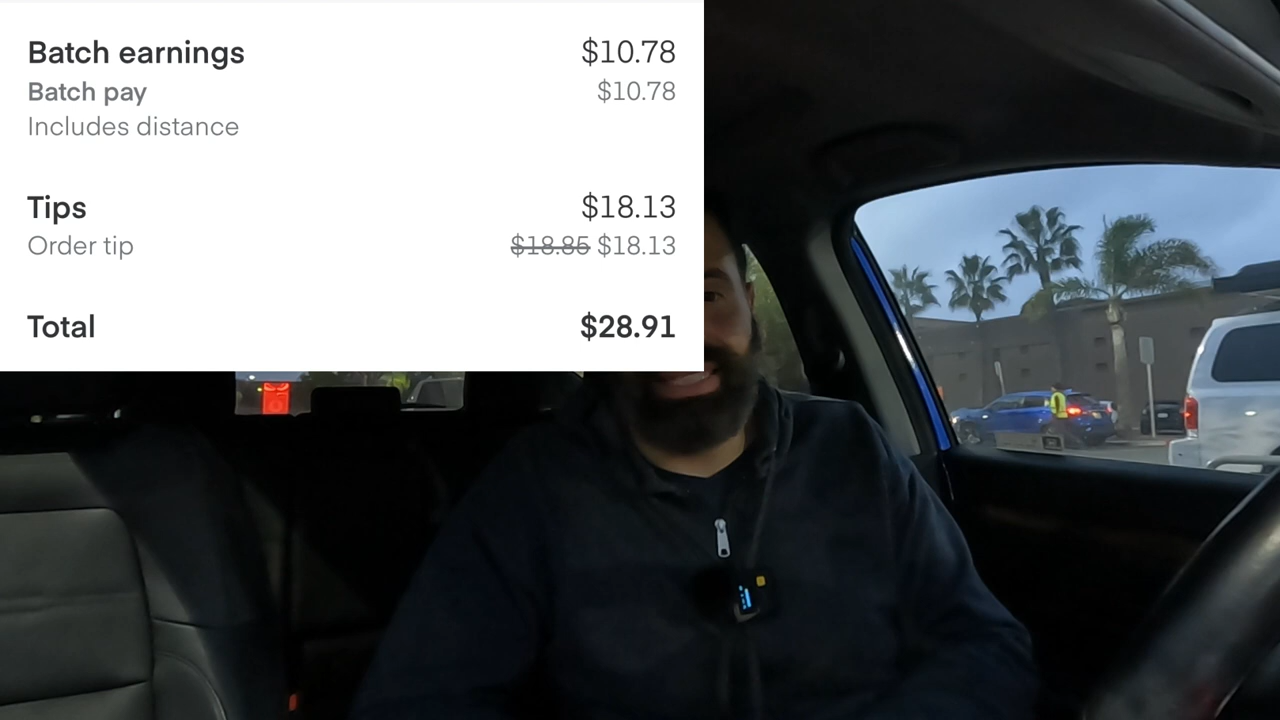 Batch earnings $10.78
Batch pay $10.78
Includes distance
Tips $18.13
Order tip $18.85 $18.13
Total $28.91